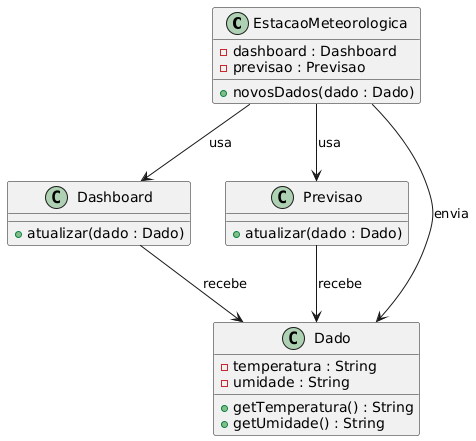 C EstacaoMeteorologica
dashboard : Dashboard
previsao : Previsao
novosDados(dado : Dado)
usa
usa
envia
C Dashboard
atualizar(dado : Dado)
C Previsao
atualizar(dado : Dado)
recebe
recebe
C Dado
temperatura : String
umidade : String
getTemperatura() : String
getUmidade() : String